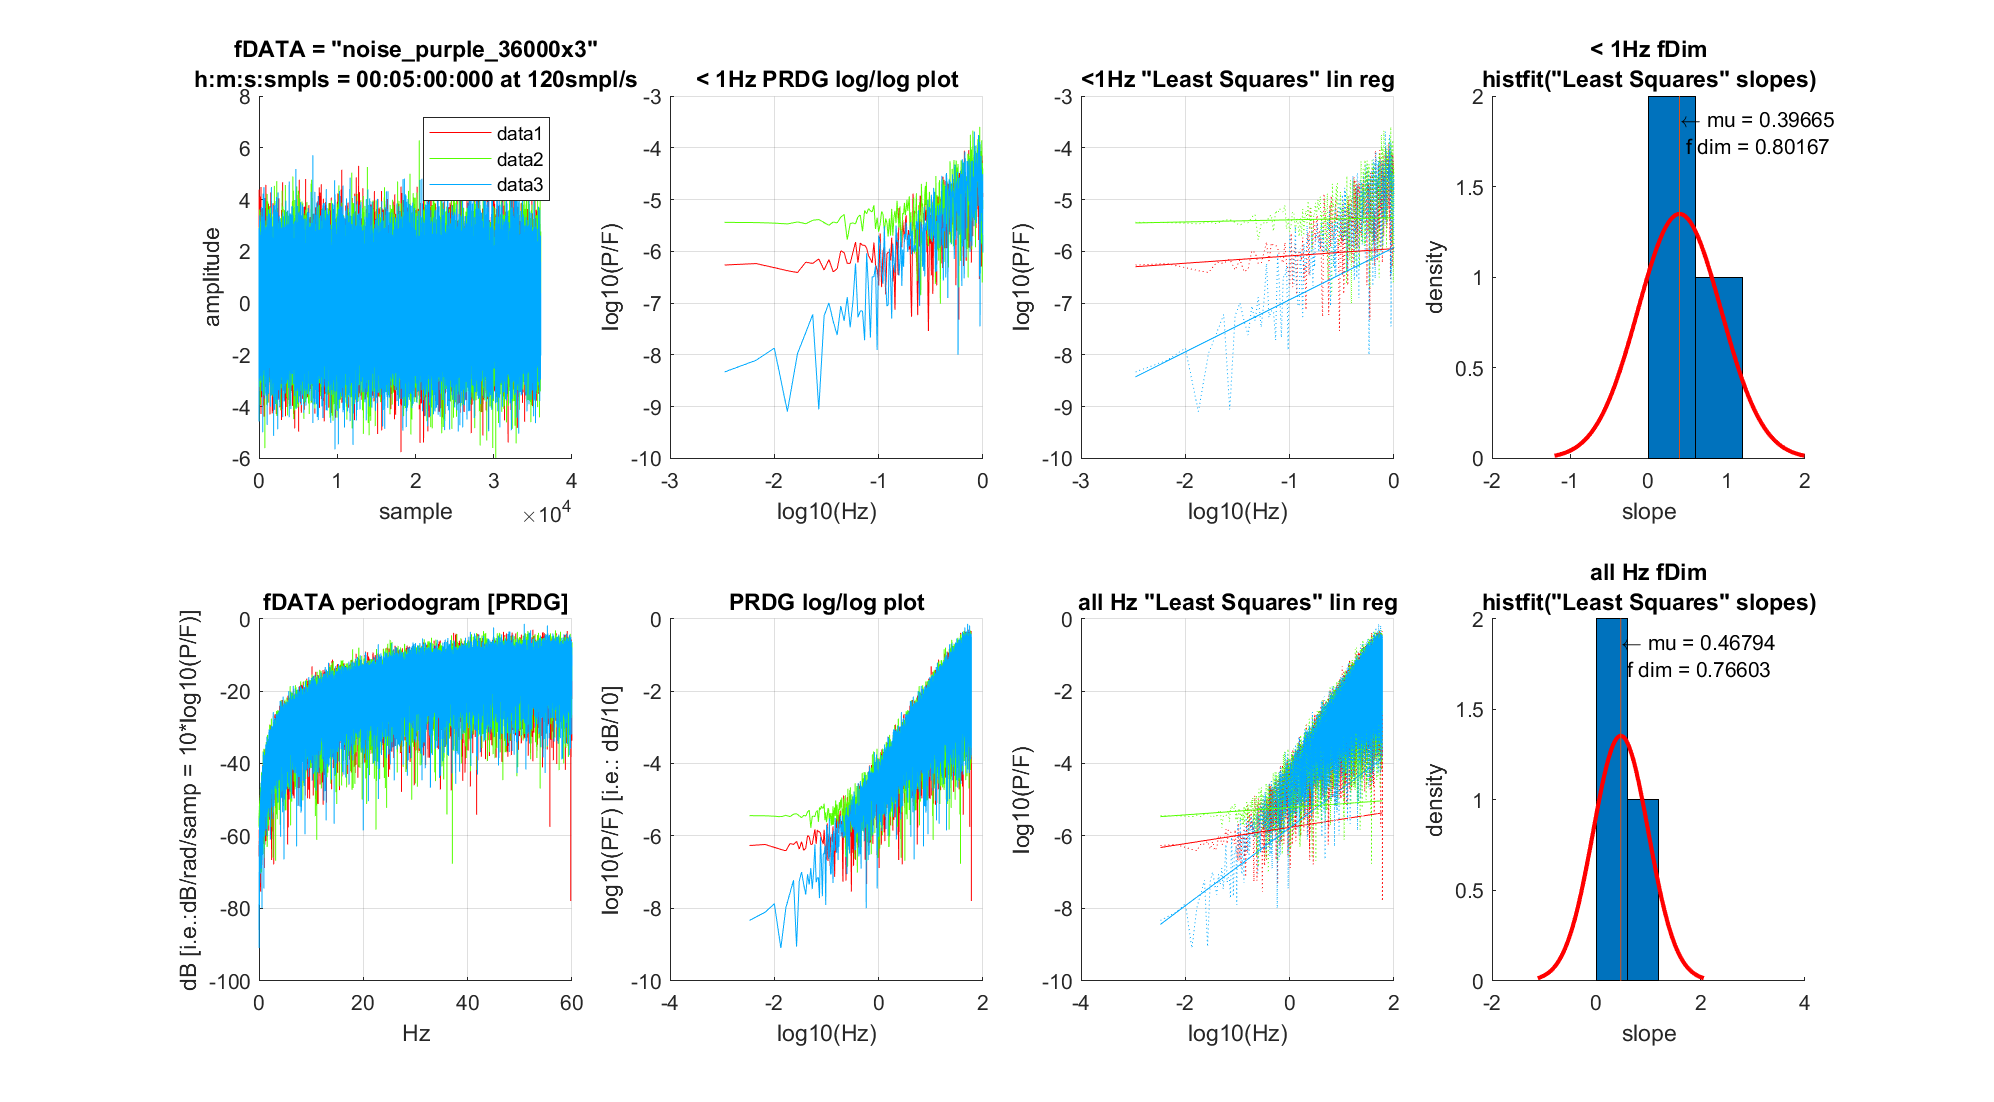 fDATA = "noise_purple_36000x3"
h:m:s:smpls = 00:05:00:000 at 120smpl/s
8
6
4
2
0
-2
-4
-6
amplitude
data1
data2
data3
0
1
2
3
4
×10^4
sample
< 1Hz PRDG log/log plot
-3
-4
-5
-6
-7
-8
-9
-10
log10(P/F)
-3
-2
-1
0
log10(Hz)
<1Hz "Least Squares" lin reg
-3
-4
-5
-6
-7
-8
-9
-10
log10(P/F)
-3
-2
-1
0
log10(Hz)
< 1Hz fDim
histfit("Least Squares" slopes)
2
1.5
1
0.5
0
density
← mu = 0.39665
f dim = 0.80167
-2
-1
0
1
2
slope
fDATA periodogram [PRDG]
0
-20
-40
-60
-80
-100
dB [i.e.:dB/rad/samp = 10*log10(P/F)]
0
20
40
60
Hz
PRDG log/log plot
0
-2
-4
-6
-8
-10
log10(P/F) [i.e.: dB/10]
-4
-2
0
2
log10(Hz)
all Hz "Least Squares" lin reg
0
-2
-4
-6
-8
-10
log10(P/F)
-4
-2
0
2
log10(Hz)
all Hz fDim
histfit("Least Squares" slopes)
2
1.5
1
0.5
0
density
← mu = 0.46794
f dim = 0.76603
-2
0
2
4
slope